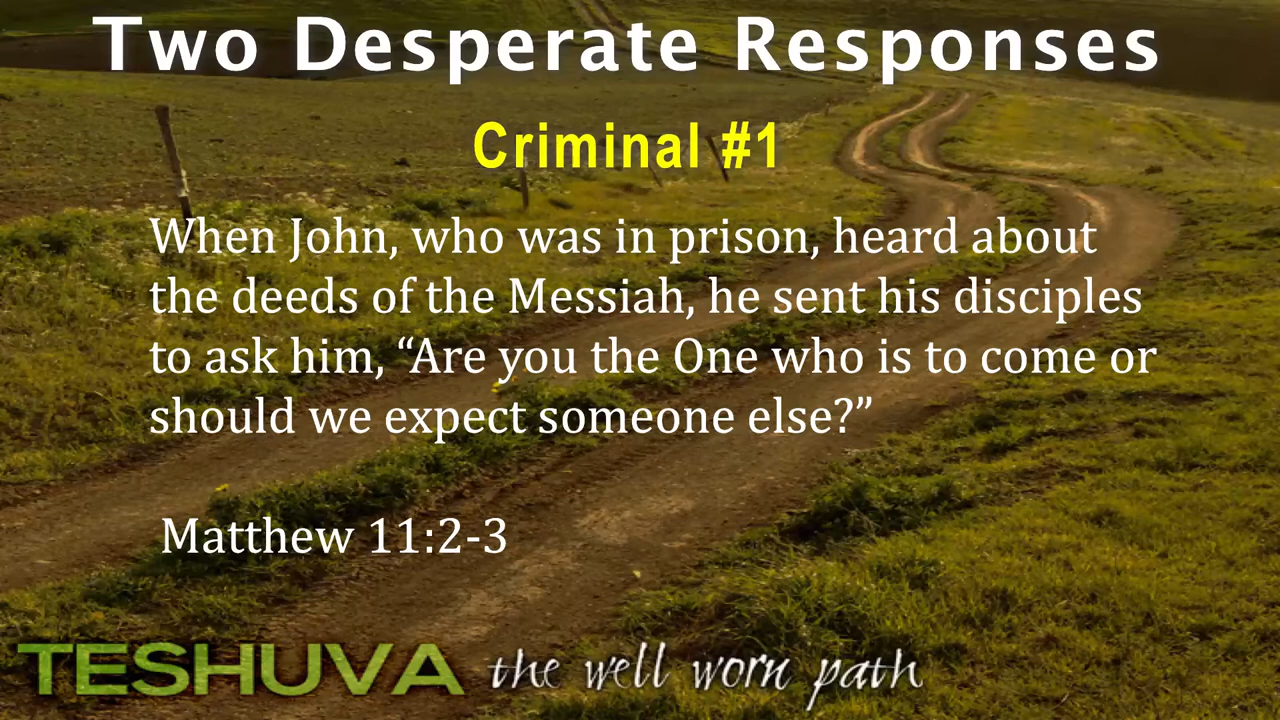 Two Desperate Responses
Criminal #1
When John, who was in prison, heard about
the deeds of the Messiah, he sent his disciples
to ask him, “Are you the One who is to come or
should we expect someone else?”
Matthew 11:2-3
TESHUVA the well worn path